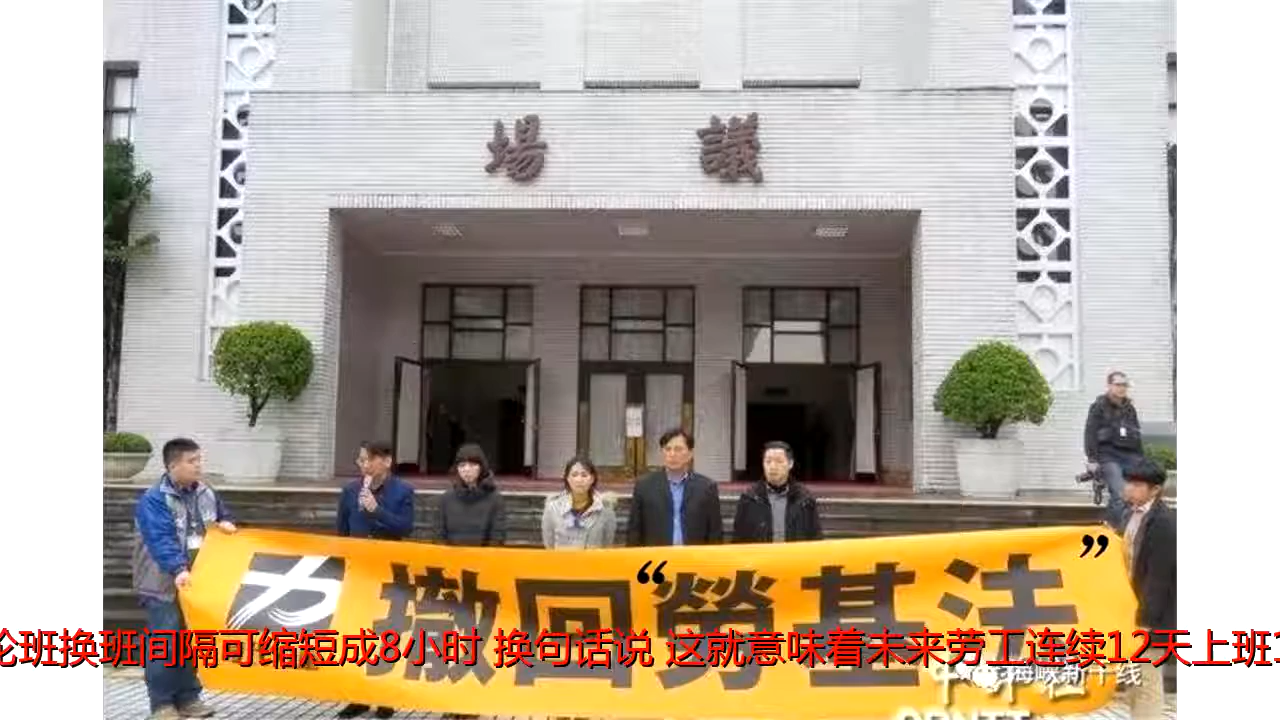 議場
力 撤回“勞基法”
班换班间隔可缩短成8小时 换句话说 这就意味着未来劳工连续12天上班
海峡新干线